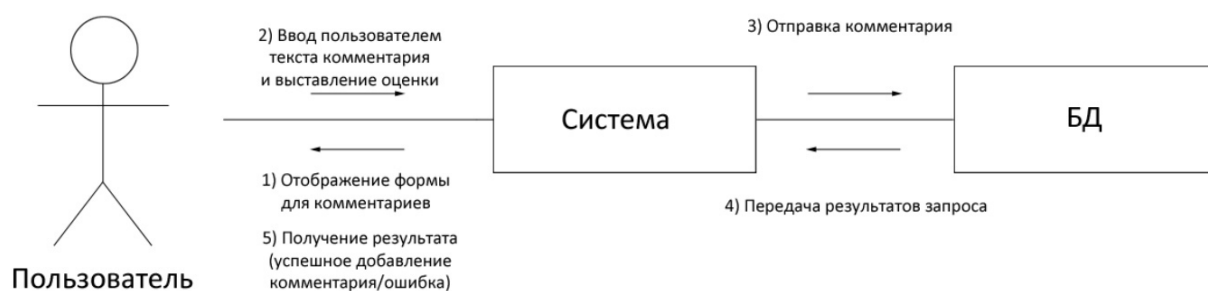 2) Ввод пользователем
текста комментария
и выставление оценки
3) Отправка комментария
Система
БД
1) Отображение формы
для комментариев
4) Передача результатов запроса
5) Получение результата
(успешное добавление
комментария/ошибка)
Пользователь